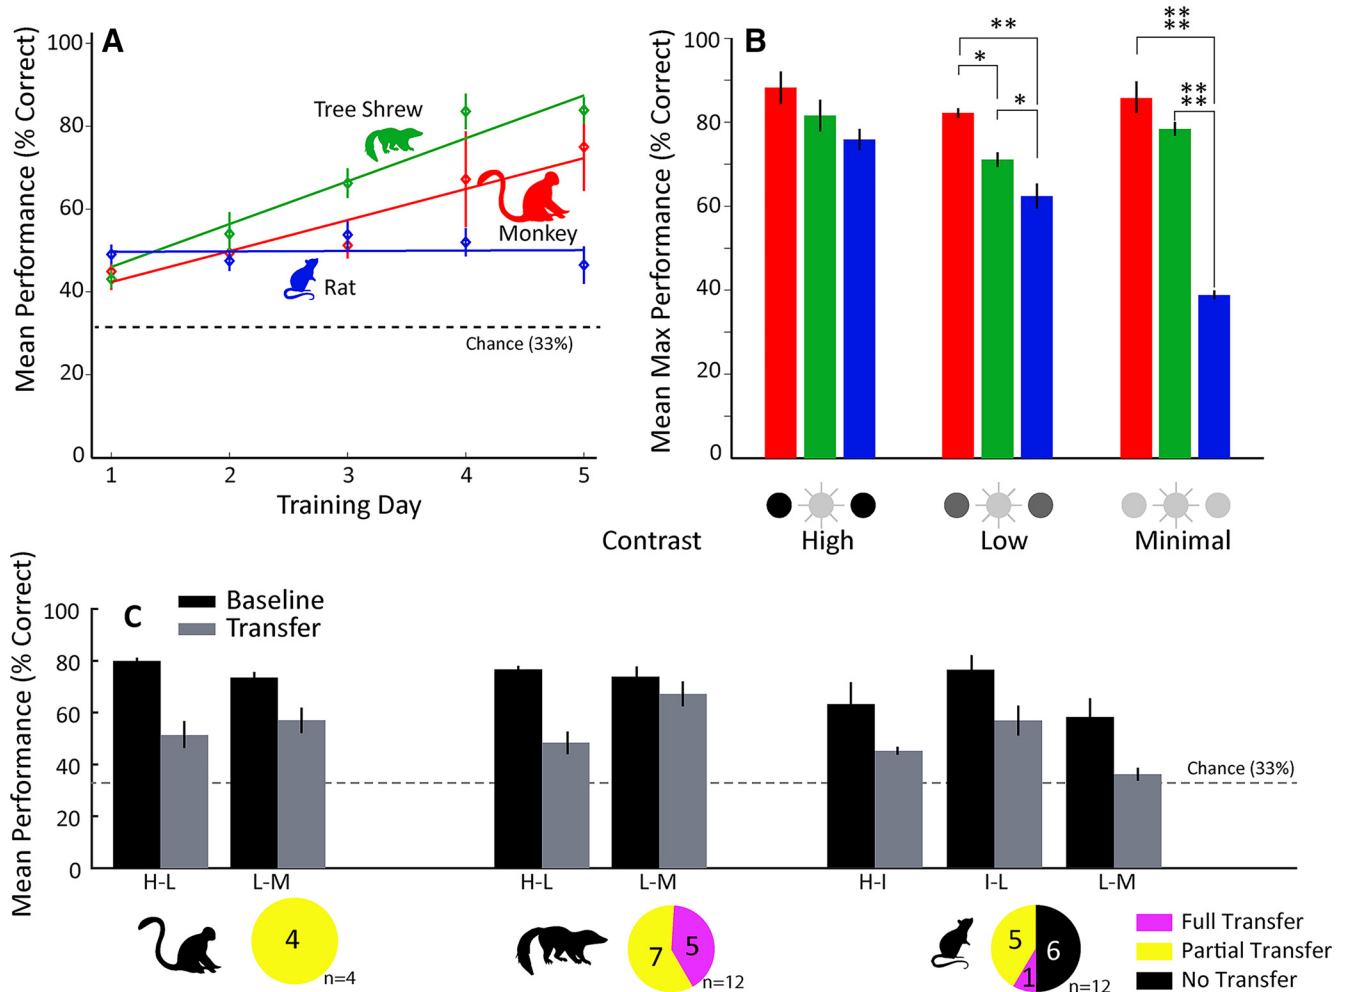 A
Mean Performance (% Correct)
100
80
60
40
20
0
Tree Shrew
Monkey
Rat
Chance (33%)
1 2 3 4 5
Training Day
B
Mean Max Performance (% Correct)
100
80
60
40
20
0
**
*
*
**
**
**
**
Contrast High Low Minimal
C
Mean Performance (% Correct)
100
80
60
40
20
0
Baseline
Transfer
Chance (33%)
H-L L-M H-L L-M H-I I-L L-M
4
n=4
7 5
n=12
5 6
1
n=12
Full Transfer
Partial Transfer
No Transfer